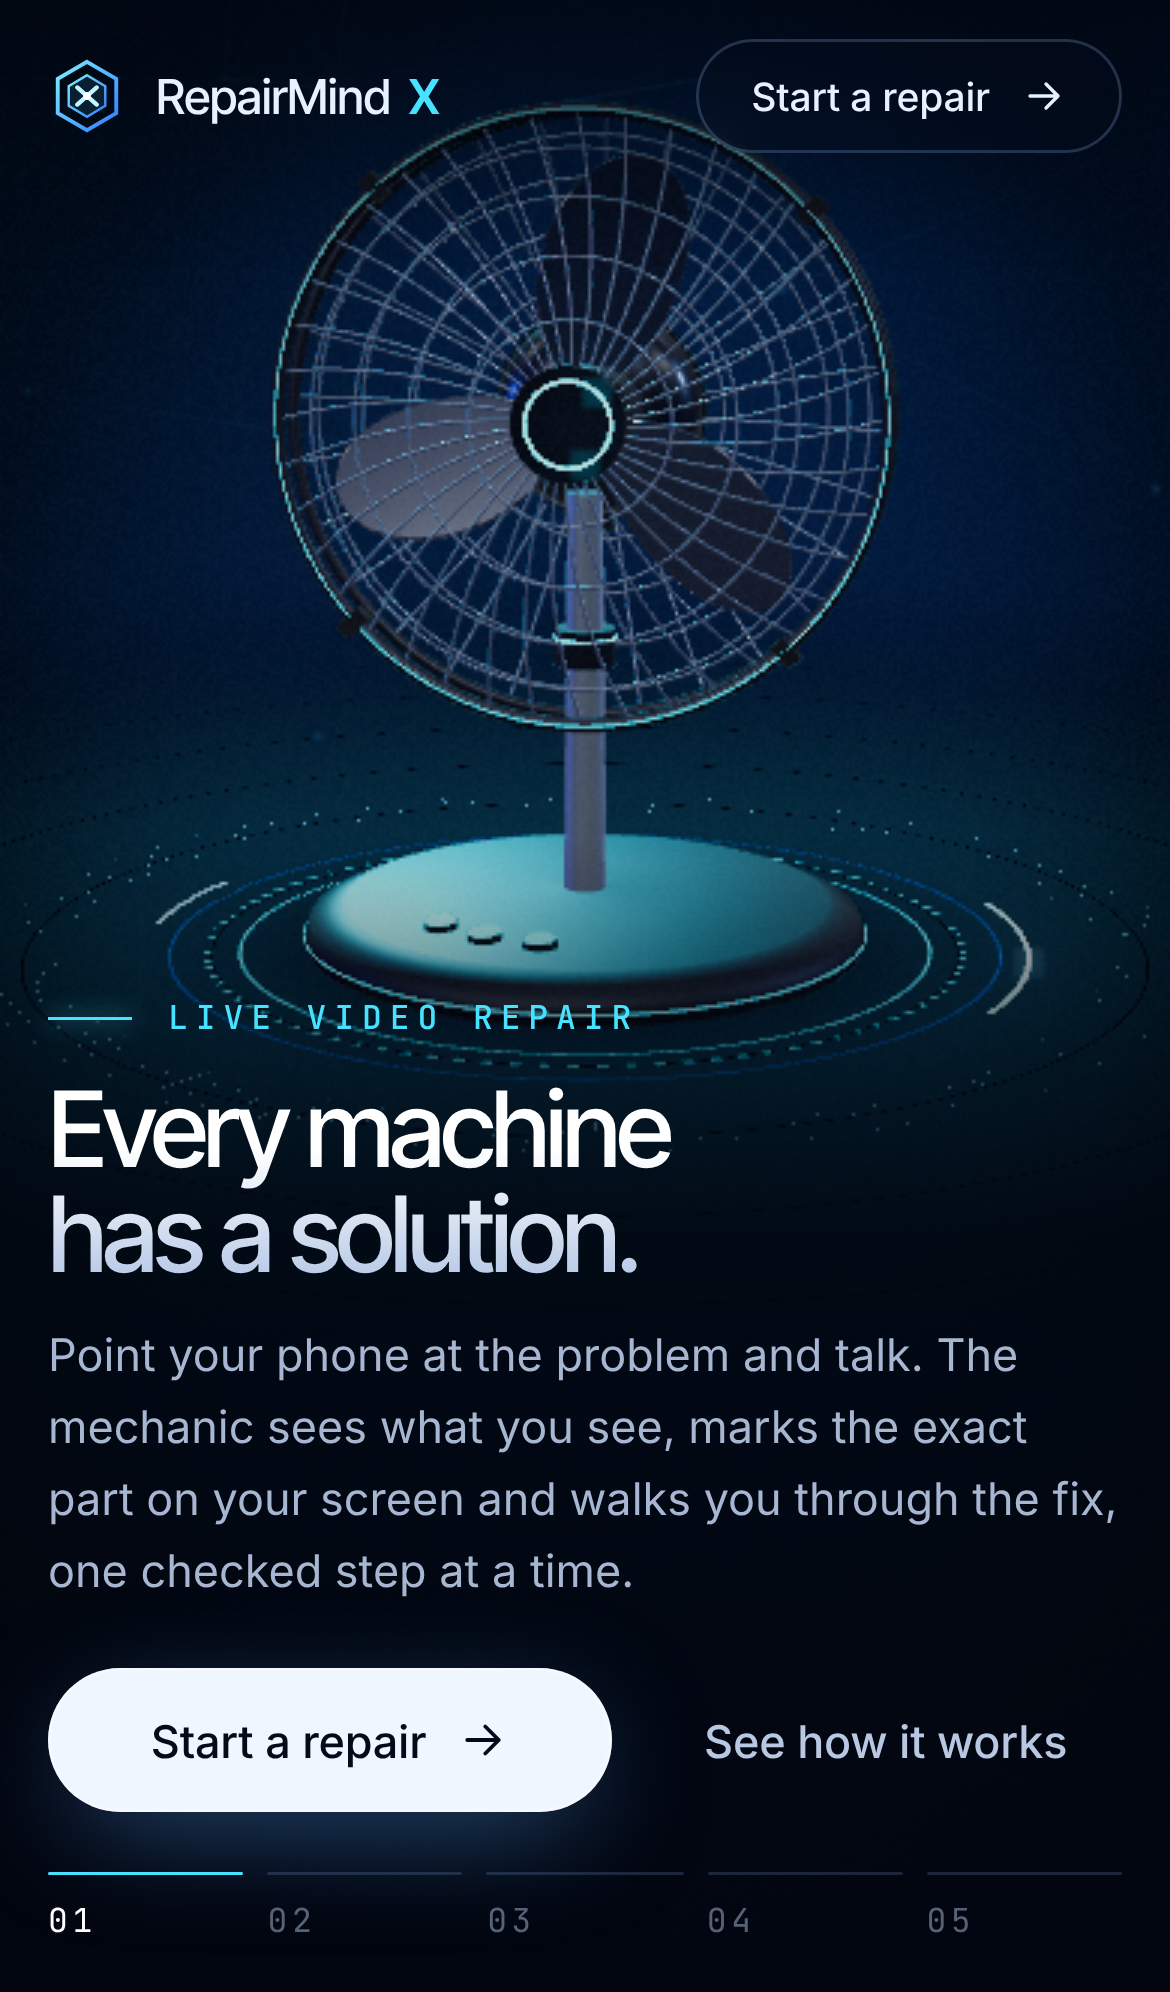 RepairMind X
Start a repair →
LIVE VIDEO REPAIR
Every machine
has a solution.
Point your phone at the problem and talk. The
mechanic sees what you see, marks the exact
part on your screen and walks you through the fix,
one checked step at a time.
Start a repair →
See how it works
01 02 03 04 05